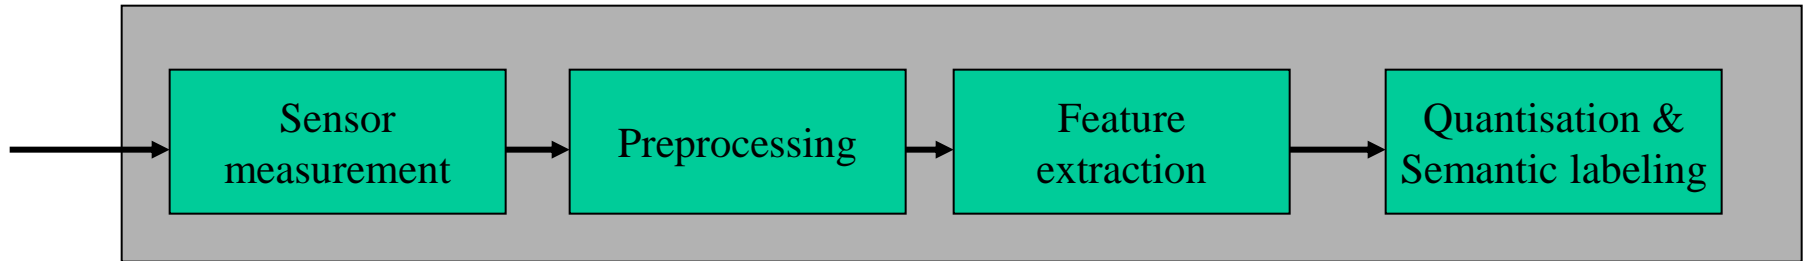 Sensor
measurement
Preprocessing
Feature
extraction
Quantisation &
Semantic labeling